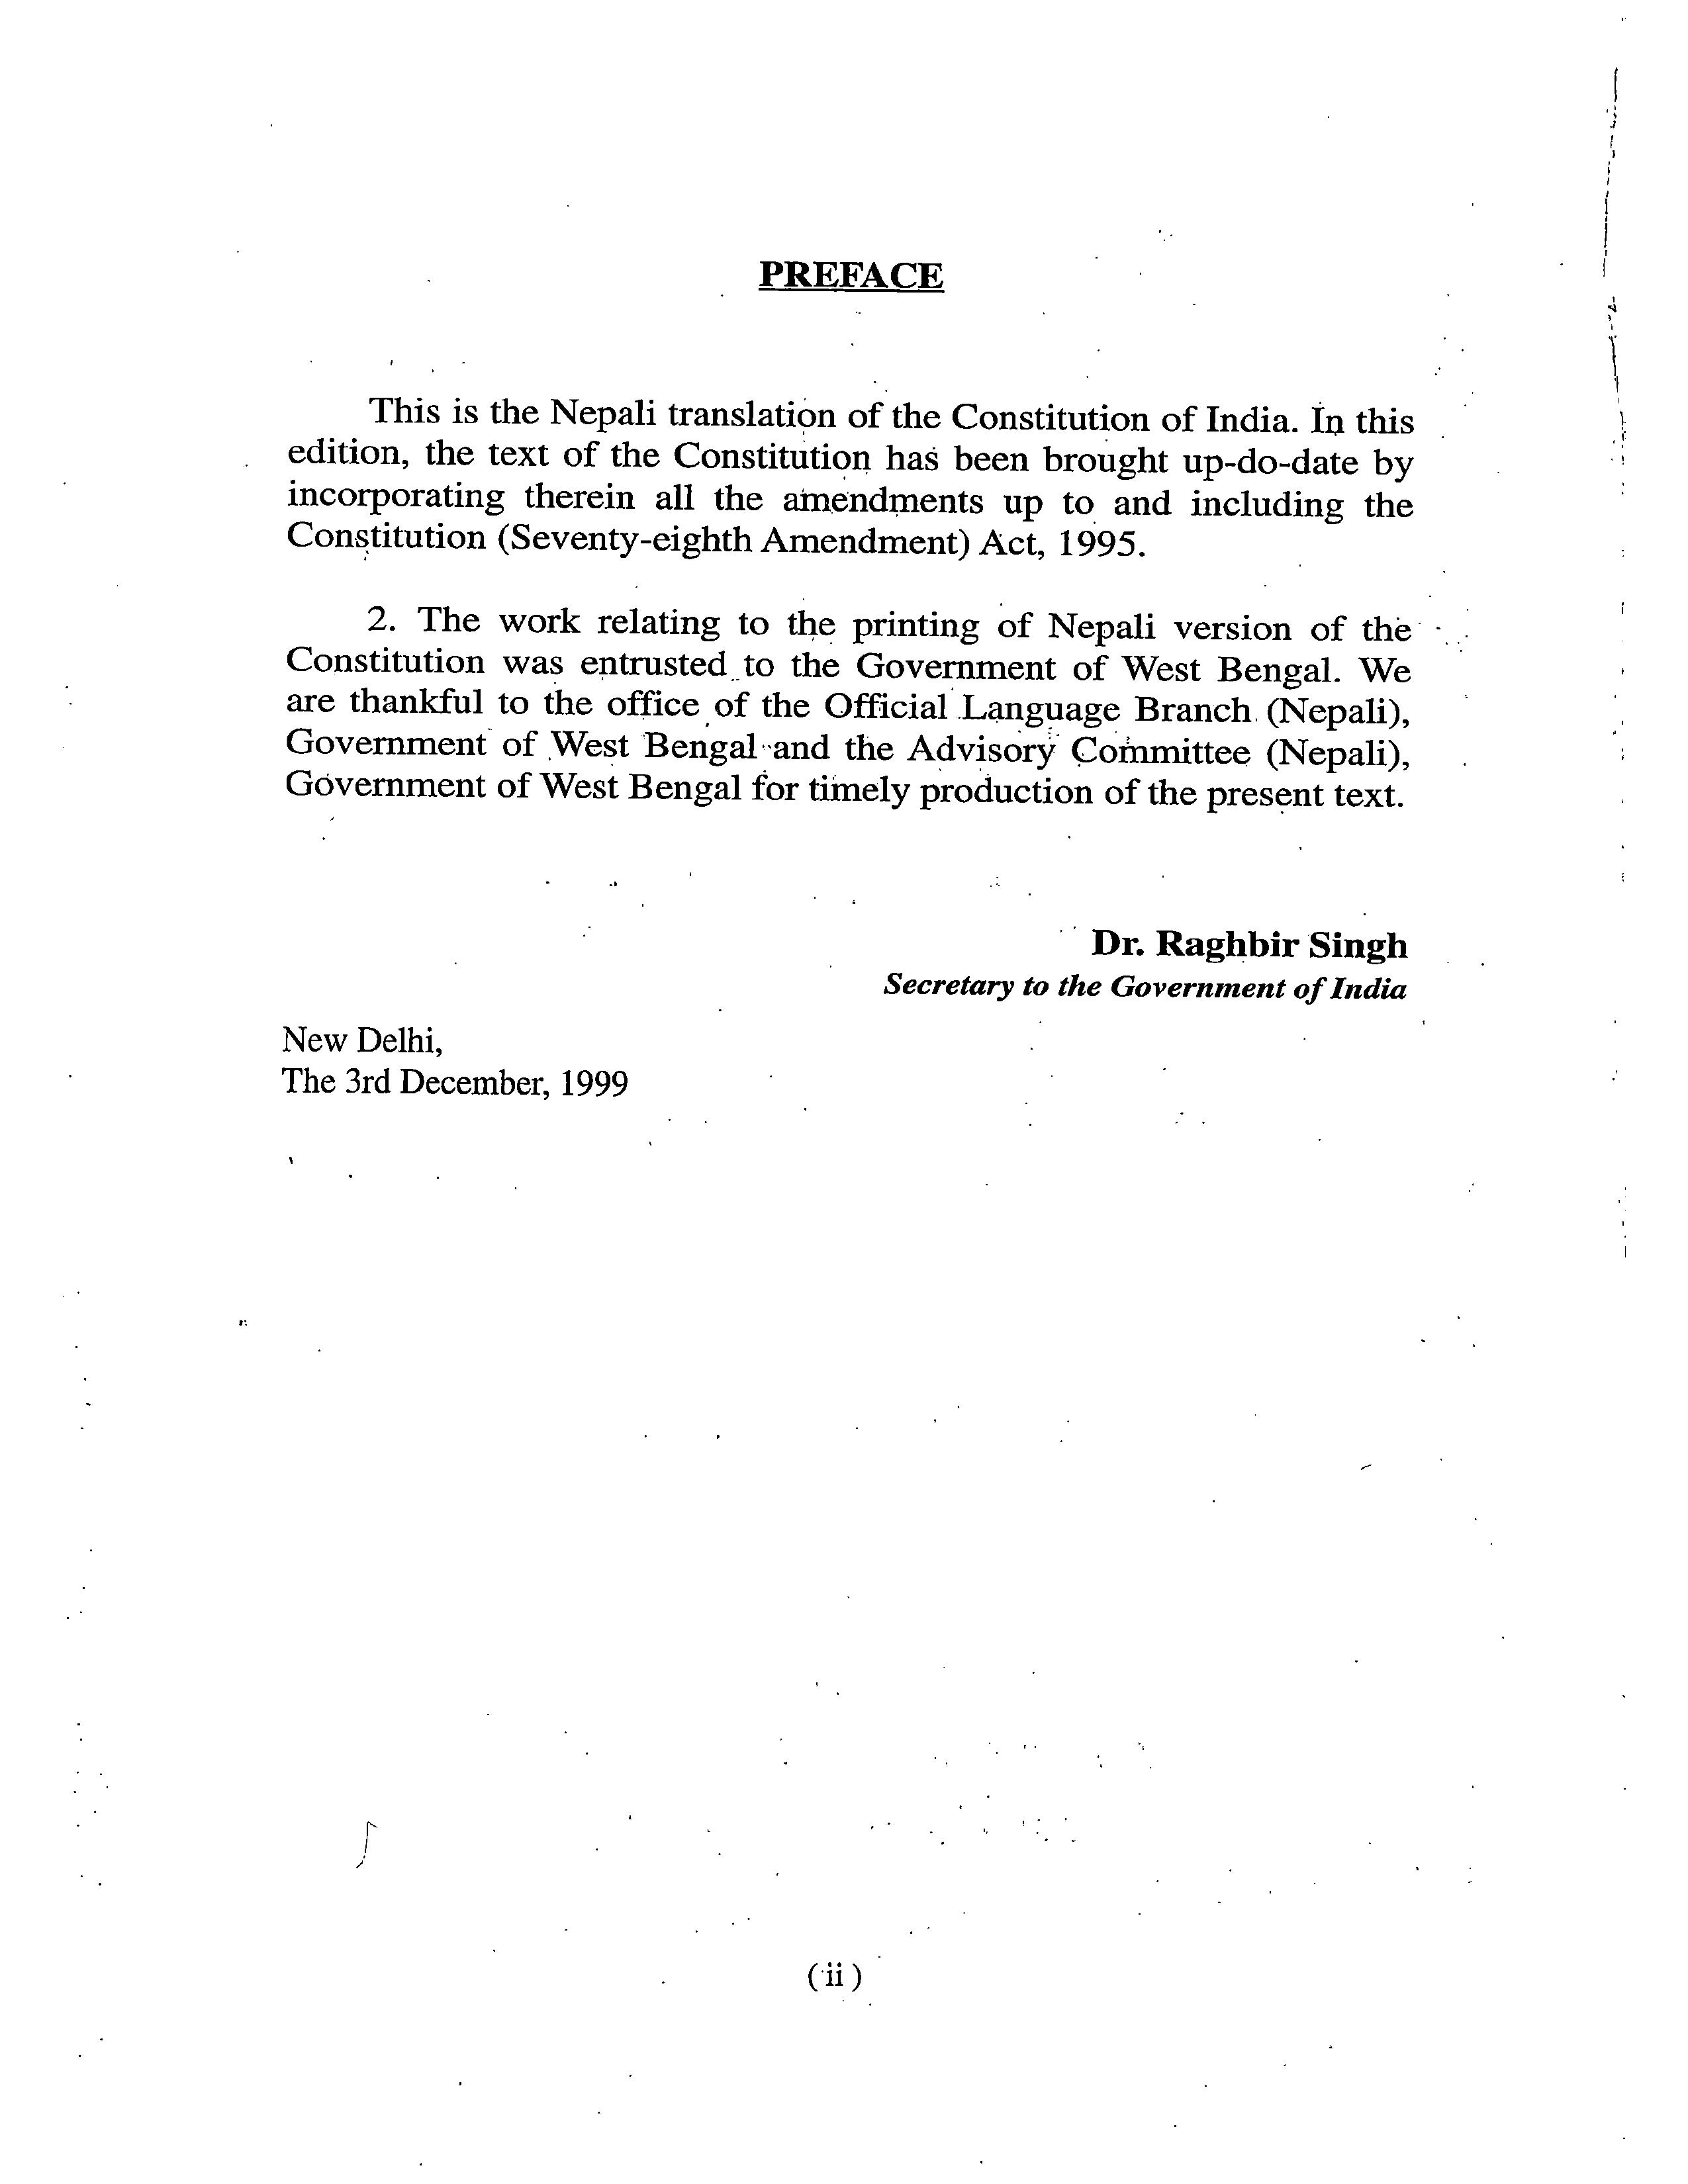 PREFACE
This is the Nepali translation of the Constitution of India. In this
edition, the text of the Constitution has been brought up-do-date by
incorporating therein all the amendments up to and including the
Constitution (Seventy-eighth Amendment) Act, 1995.
2. The work relating to the printing of Nepali version of the
Constitution was entrusted to the Government of West Bengal. We
are thankful to the office of the Official Language Branch (Nepali),
Government of West Bengal and the Advisory Committee (Nepali),
Government of West Bengal for timely production of the present text.
Dr. Raghbir Singh
Secretary to the Government of India
New Delhi,
The 3rd December, 1999
(ii)